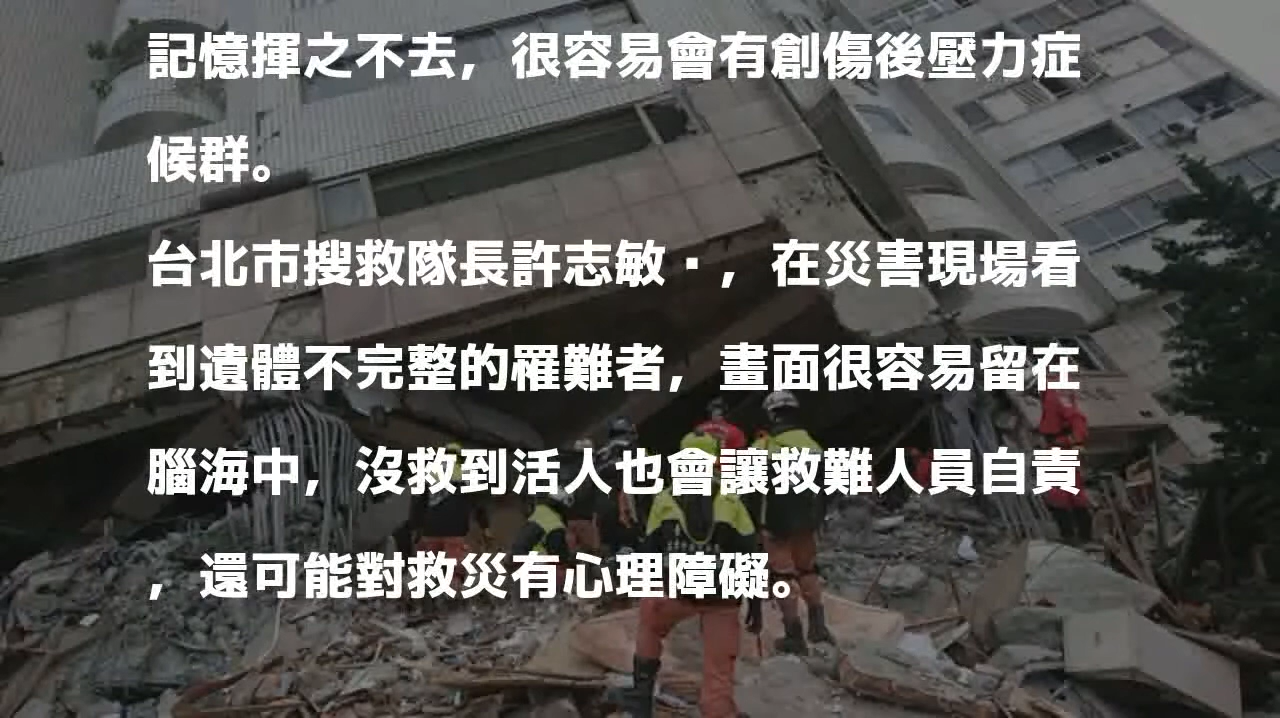 記憶揮之不去，很容易會有創傷後壓力症
候群。
台北市搜救隊長許志敏·，在災害現場看
到遺體不完整的罹難者，畫面很容易留在
腦海中，沒救到活人也會讓救難人員自責
，還可能對救災有心理障礙。